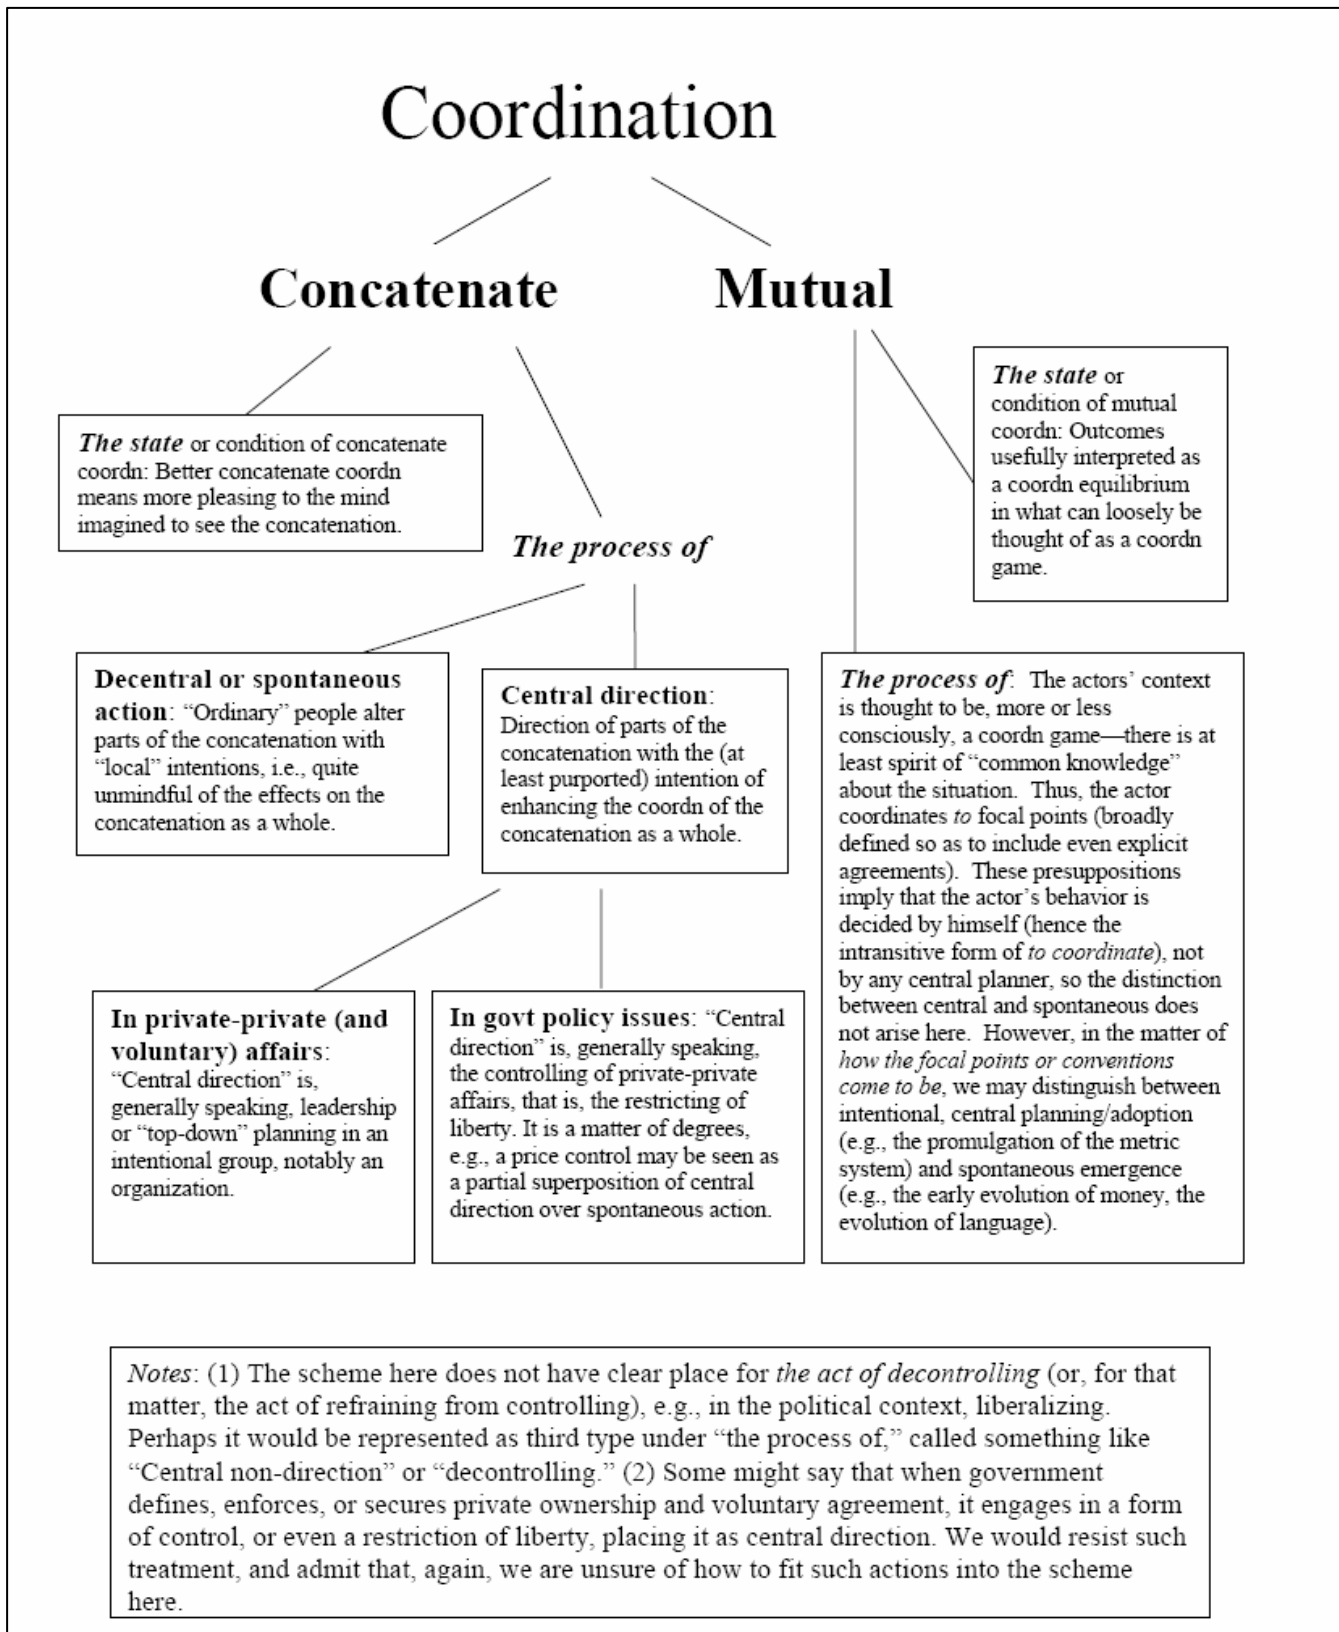 Coordination
Concatenate
Mutual
The state or condition of concatenate
coordn: Better concatenate coordn
means more pleasing to the mind
imagined to see the concatenation.
The state or
condition of mutual
coordn: Outcomes
usefully interpreted as
a coordn equilibrium
in what can loosely be
thought of as a coordn
game.
The process of
Decentral or spontaneous
action: “Ordinary” people alter
parts of the concatenation with
“local” intentions, i.e., quite
unmindful of the effects on the
concatenation as a whole.
Central direction:
Direction of parts of the
concatenation with the (at
least purported) intention of
enhancing the coordn of the
concatenation as a whole.
The process of: The actors’ context
is thought to be, more or less
consciously, a coordn game—there is at
least spirit of “common knowledge”
about the situation. Thus, the actor
coordinates to focal points (broadly
defined so as to include even explicit
agreements). These presuppositions
imply that the actor’s behavior is
decided by himself (hence the
intransitive form of to coordinate), not
by any central planner, so the distinction
between central and spontaneous does
not arise here. However, in the matter of
how the focal points or conventions
come to be, we may distinguish between
intentional, central planning/adoption
(e.g., the promulgation of the metric
system) and spontaneous emergence
(e.g., the early evolution of money, the
evolution of language).
In private-private (and
voluntary) affairs:
“Central direction” is,
generally speaking, leadership
or “top-down” planning in an
intentional group, notably an
organization.
In govt policy issues: “Central
direction” is, generally speaking,
the controlling of private-private
affairs, that is, the restricting of
liberty. It is a matter of degrees,
e.g., a price control may be seen as
a partial superposition of central
direction over spontaneous action.
Notes: (1) The scheme here does not have clear place for the act of decontrolling (or, for that
matter, the act of refraining from controlling), e.g., in the political context, liberalizing.
Perhaps it would be represented as third type under “the process of,” called something like
“Central non-direction” or “decontrolling.” (2) Some might say that when government
defines, enforces, or secures private ownership and voluntary agreement, it engages in a form
of control, or even a restriction of liberty, placing it as central direction. We would resist such
treatment, and admit that, again, we are unsure of how to fit such actions into the scheme
here.